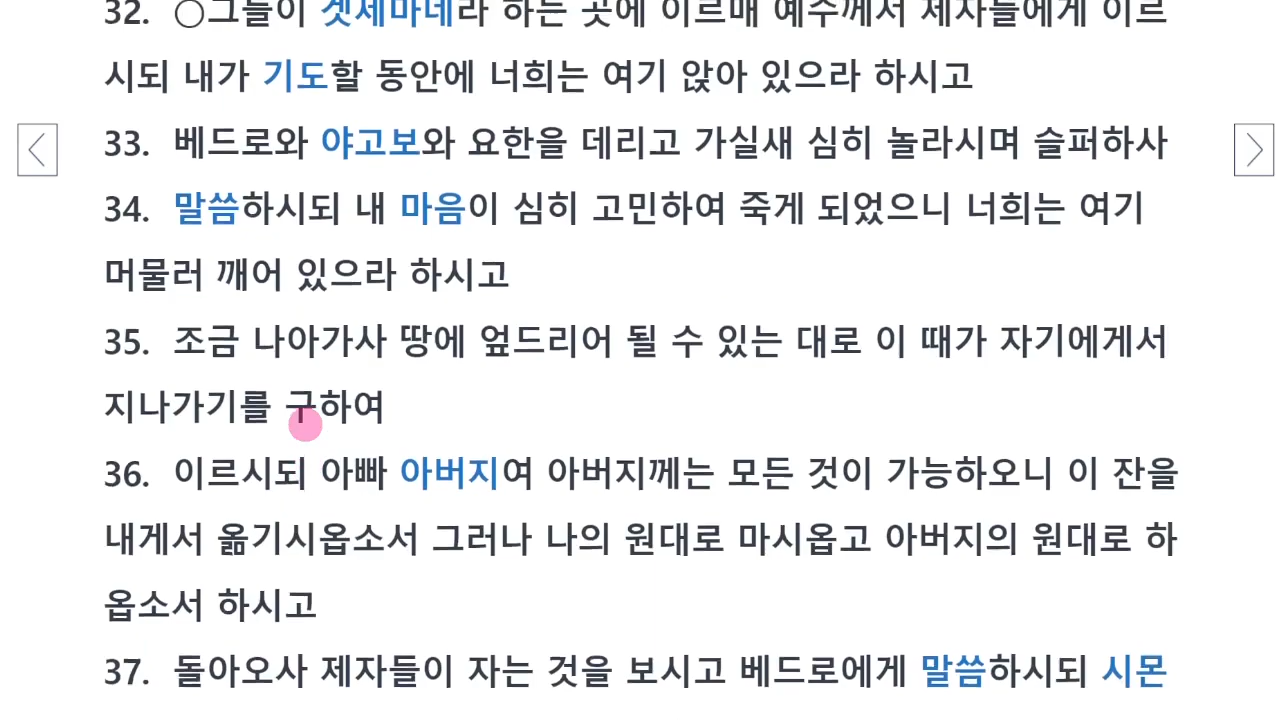 32. ○그들이 겟세마네라 하는 곳에 이르매 예수께서 제자들에게 이르
시되 내가 기도할 동안에 너희는 여기 앉아 있으라 하시고
33. 베드로와 야고보와 요한을 데리고 가실새 심히 놀라시며 슬퍼하사
34. 말씀하시되 내 마음이 심히 고민하여 죽게 되었으니 너희는 여기
머물러 깨어 있으라 하시고
35. 조금 나아가사 땅에 엎드리어 될 수 있는 대로 이 때가 자기에게서
지나가기를 구하여
36. 이르시되 아빠 아버지여 아버지께는 모든 것이 가능하오니 이 잔을
내게서 옮기시옵소서 그러나 나의 원대로 마시옵고 아버지의 원대로 하
옵소서 하시고
37. 돌아오사 제자들이 자는 것을 보시고 베드로에게 말씀하시되 시몬